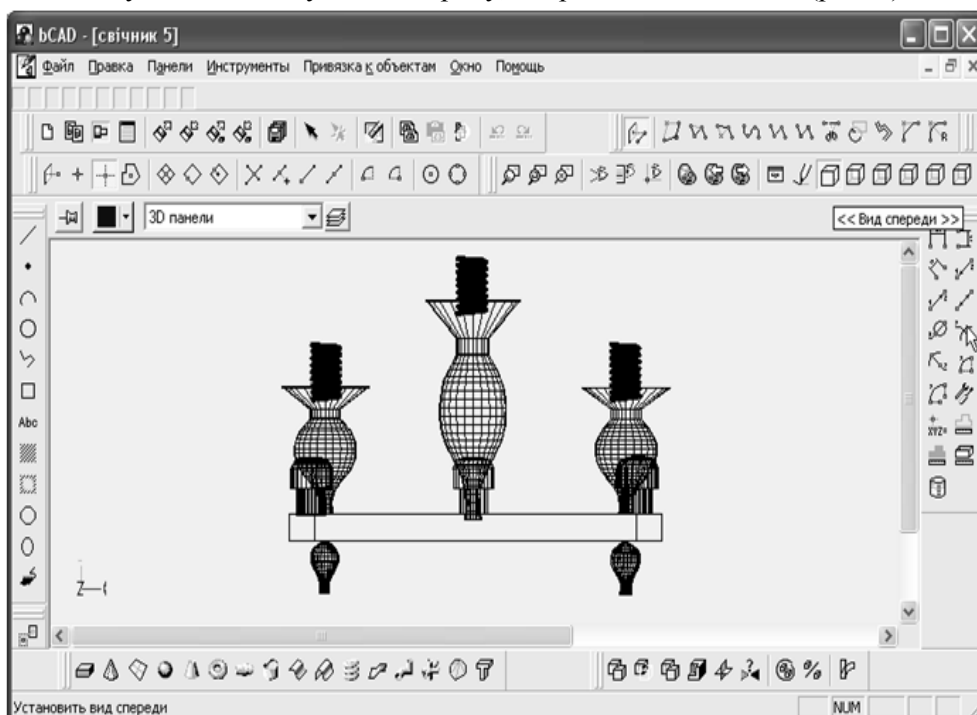 bCAD - [свічник 5]
Файл Правка Панели Инструменты Привязка к объектам Окно Помощь
3D панели
<< Вид спереди >>
Abc
XYZ=
Z
Установить вид спереди
NUM